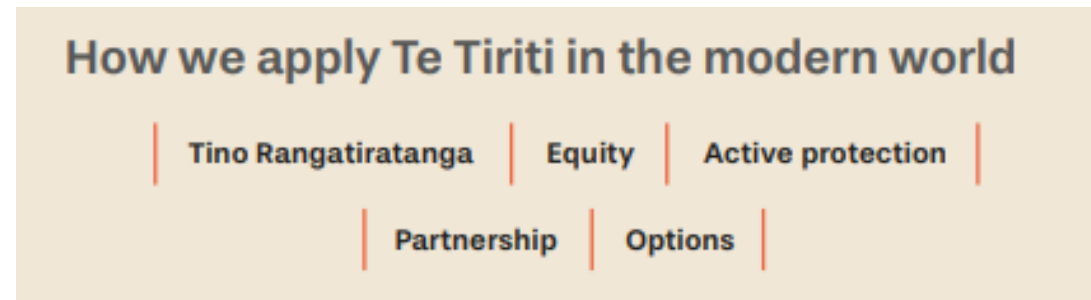 How we apply Te Tiriti in the modern world
Tino Rangatiratanga Equity Active protection
Partnership Options